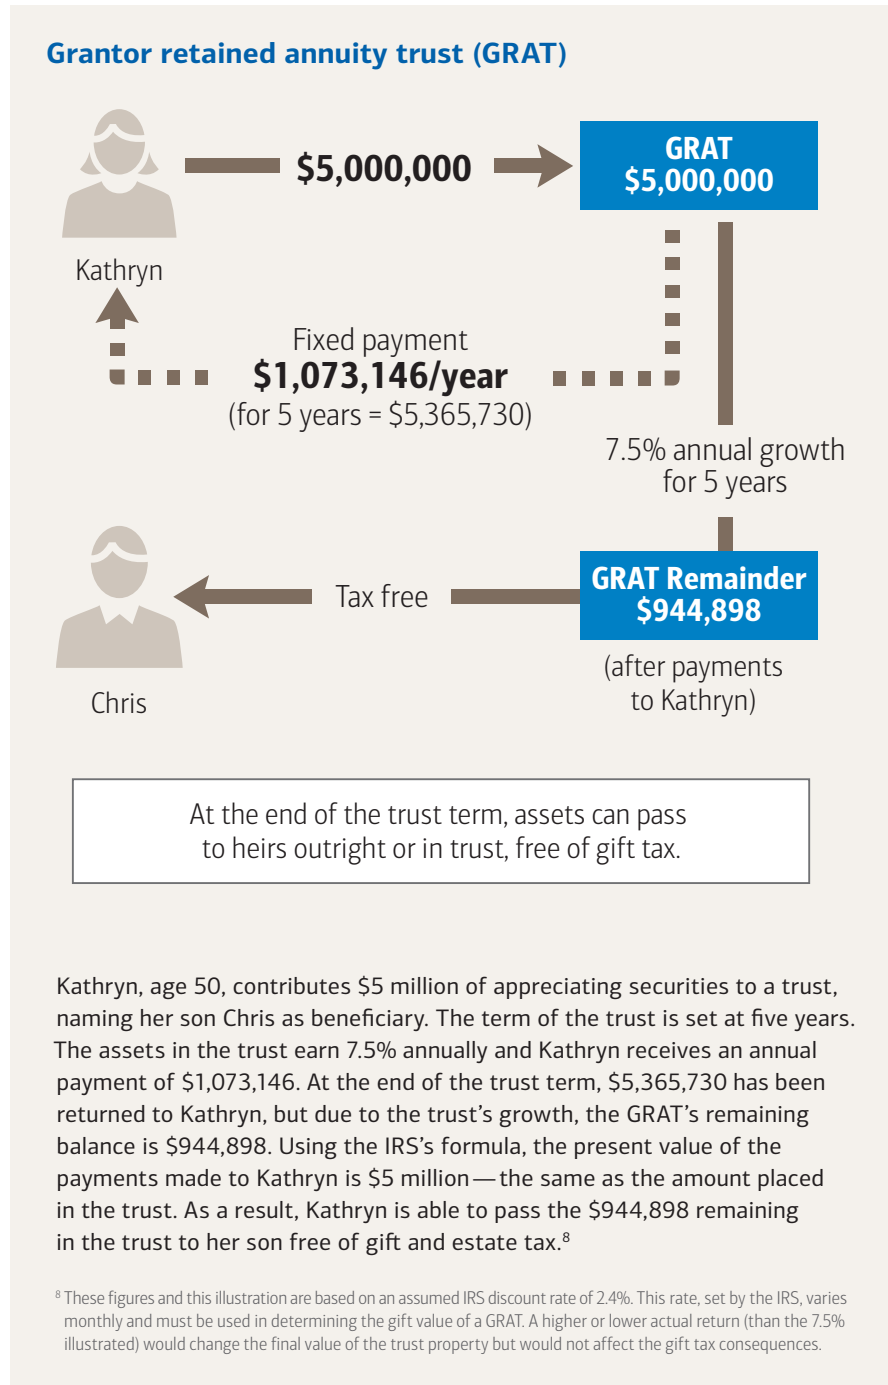 Grantor retained annuity trust (GRAT)
$5,000,000
GRAT
$5,000,000
Kathryn
Fixed payment
$1,073,146/year
(for 5 years = $5,365,730)
7.5% annual growth
for 5 years
Tax free
GRAT Remainder
$944,898
(after payments
to Kathryn)
Chris
At the end of the trust term, assets can pass
to heirs outright or in trust, free of gift tax.
Kathryn, age 50, contributes $5 million of appreciating securities to a trust,
naming her son Chris as beneficiary. The term of the trust is set at five years.
The assets in the trust earn 7.5% annually and Kathryn receives an annual
payment of $1,073,146. At the end of the trust term, $5,365,730 has been
returned to Kathryn, but due to the trust’s growth, the GRAT’s remaining
balance is $944,898. Using the IRS’s formula, the present value of the
payments made to Kathryn is $5 million — the same as the amount placed
in the trust. As a result, Kathryn is able to pass the $944,898 remaining
in the trust to her son free of gift and estate tax.⁸
⁸ These figures and this illustration are based on an assumed IRS discount rate of 2.4%. This rate, set by the IRS, varies
monthly and must be used in determining the gift value of a GRAT. A higher or lower actual return (than the 7.5%
illustrated) would change the final value of the trust property but would not affect the gift tax consequences.